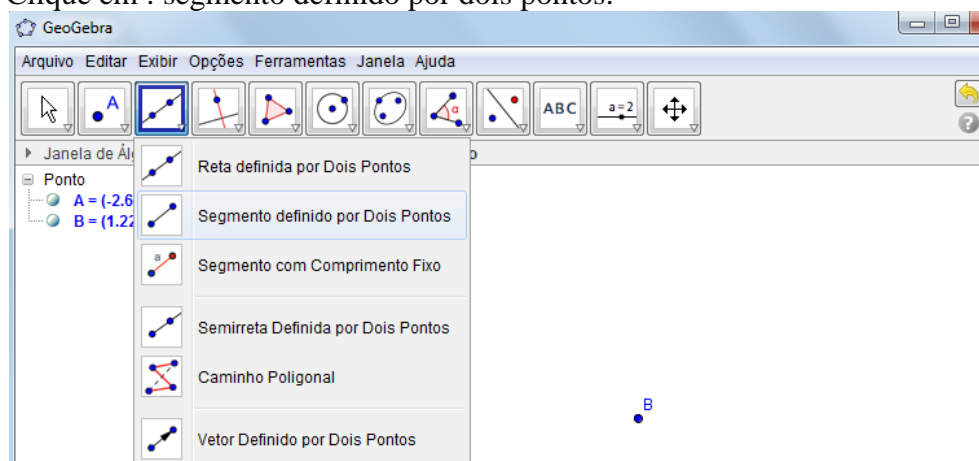 Clique em : segmento definido por dois pontos.
GeoGebra
Arquivo Editar Exibir Opções Ferramentas Janela Ajuda
A α ABC a=2
Janela de Ál
Reta definida por Dois Pontos
Ponto
A = (-2.6
Segmento definido por Dois Pontos
B = (1.22
a
Segmento com Comprimento Fixo
Semirreta Definida por Dois Pontos
Caminho Poligonal
B
Vetor Definido por Dois Pontos